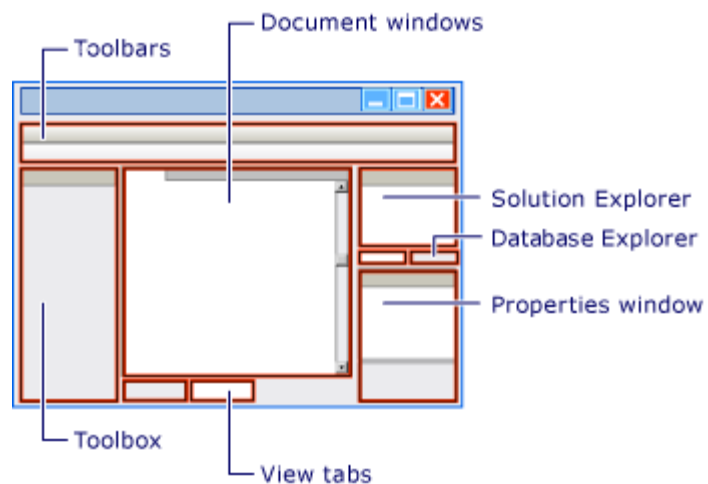 Document windows
Toolbars
Solution Explorer
Database Explorer
Properties window
Toolbox
View tabs